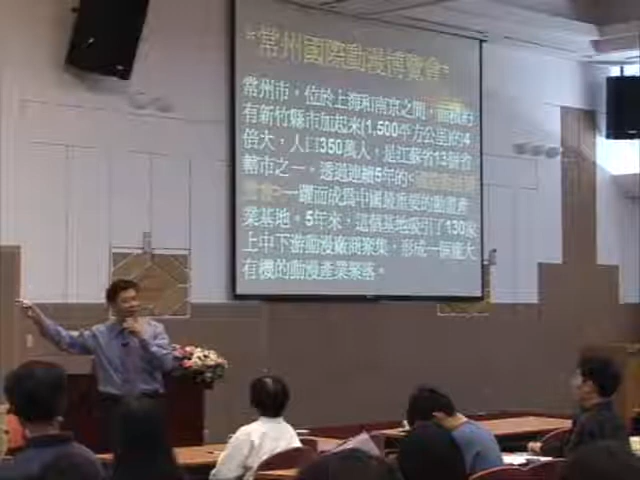 *常州國際動漫博覽會*
常州市，位於上海和南京之間，面積約
有新竹縣市加起來(1,500平方公里)的4
倍大，人口350萬人，是江蘇省13個省
轄市之一。透過連續5年的
一躍而成為中國最重要的動畫產
業基地。5年來，這個基地吸引了130家
上中下游動漫廠商聚集，形成一個龐大
有機的動漫產業聚落。